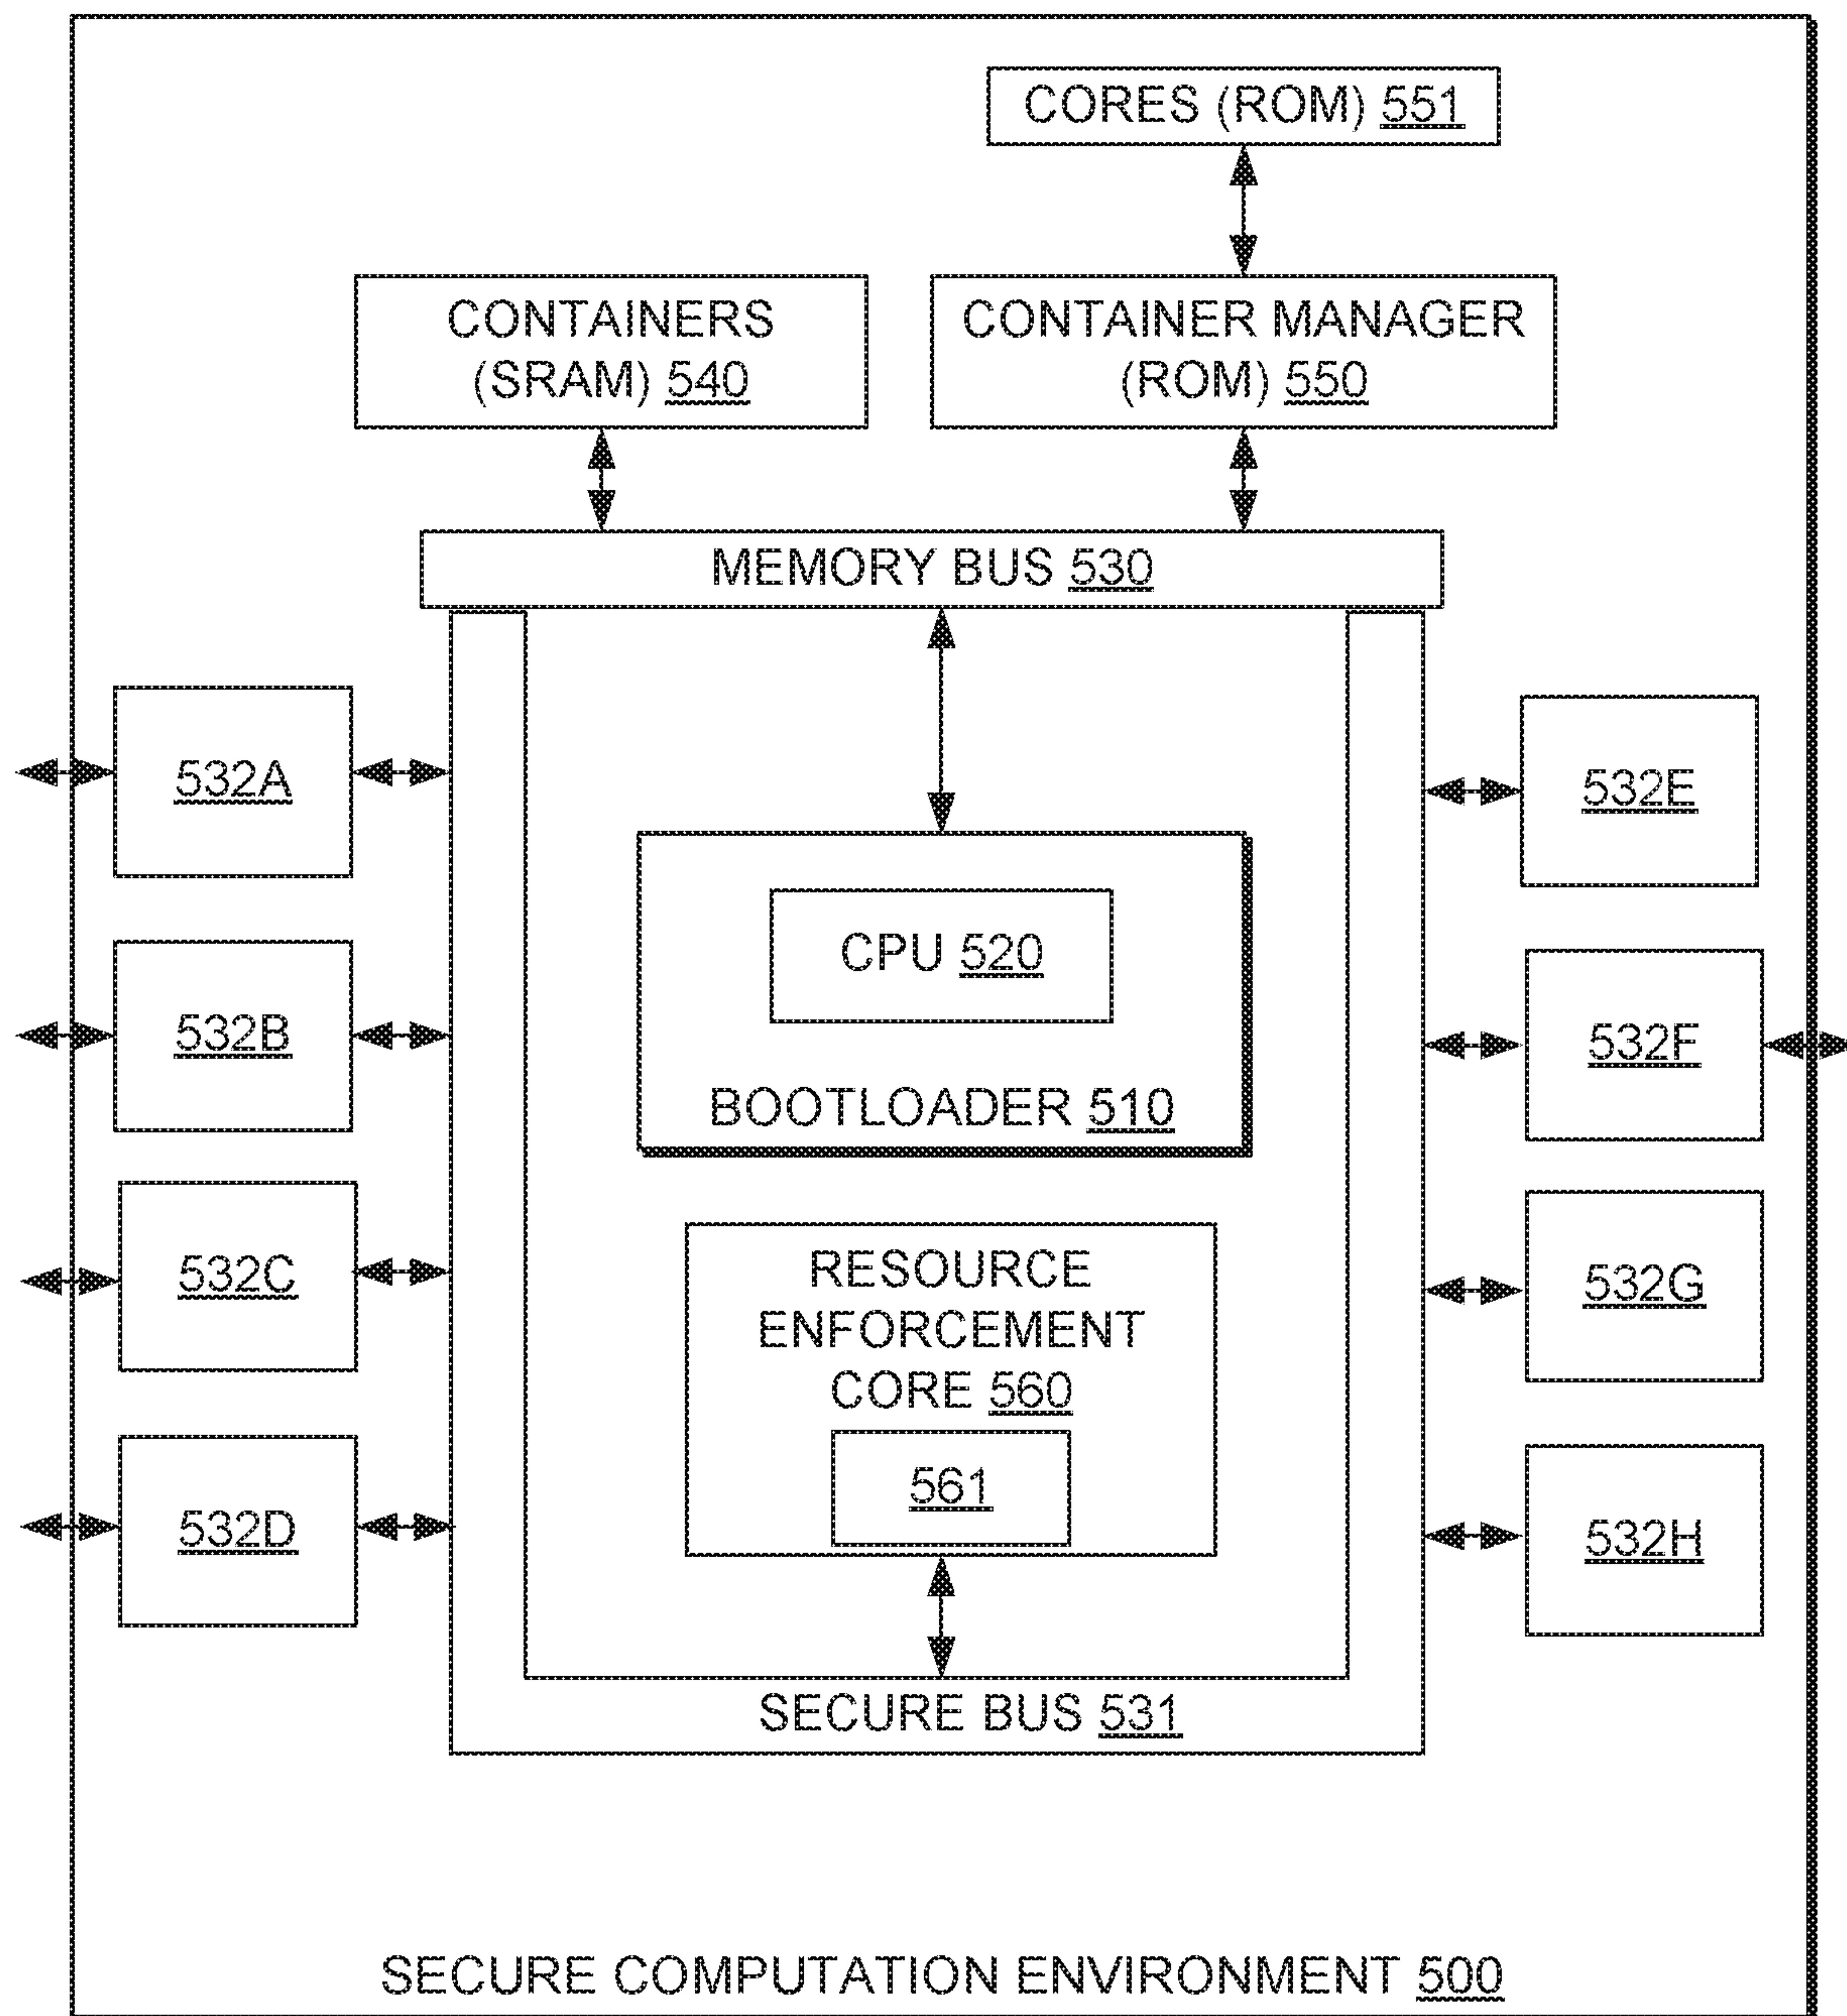 CORES (ROM) 551
CONTAINERS
(SRAM) 540
CONTAINER MANAGER
(ROM) 550
MEMORY BUS 530
532A
532B
532C
532D
CPU 520
BOOTLOADER 510
RESOURCE
ENFORCEMENT
CORE 560
561
SECURE BUS 531
532E
532F
532G
532H
SECURE COMPUTATION ENVIRONMENT 500